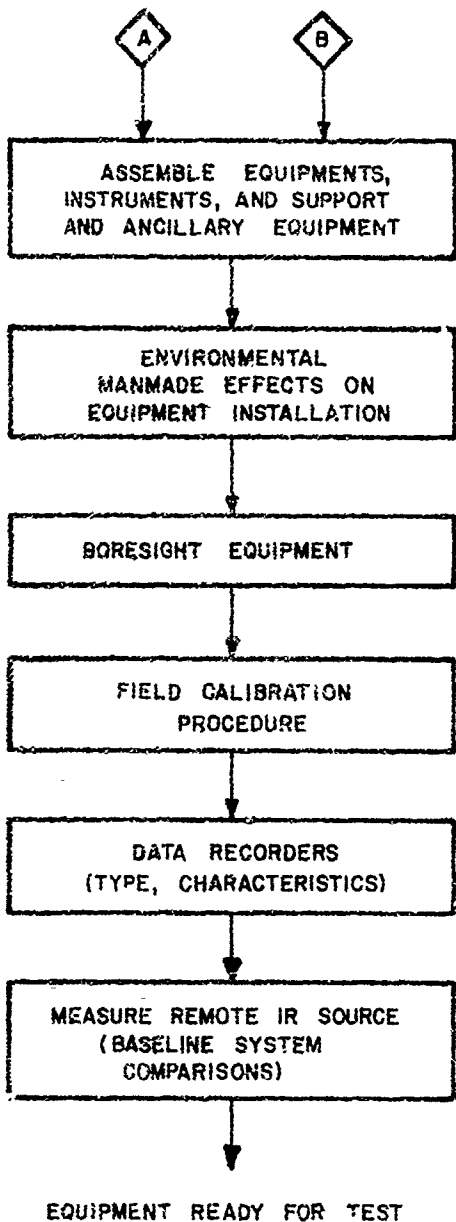 A
B
ASSEMBLE EQUIPMENTS,
INSTRUMENTS, AND SUPPORT
AND ANCILLARY EQUIPMENT
ENVIRONMENTAL
MANMADE EFFECTS ON
EQUIPMENT INSTALLATION
BORESIGHT EQUIPMENT
FIELD CALIBRATION
PROCEDURE
DATA RECORDERS
(TYPE, CHARACTERISTICS)
MEASURE REMOTE IR SOURCE
(BASELINE SYSTEM
COMPARISONS)
EQUIPMENT READY FOR TEST